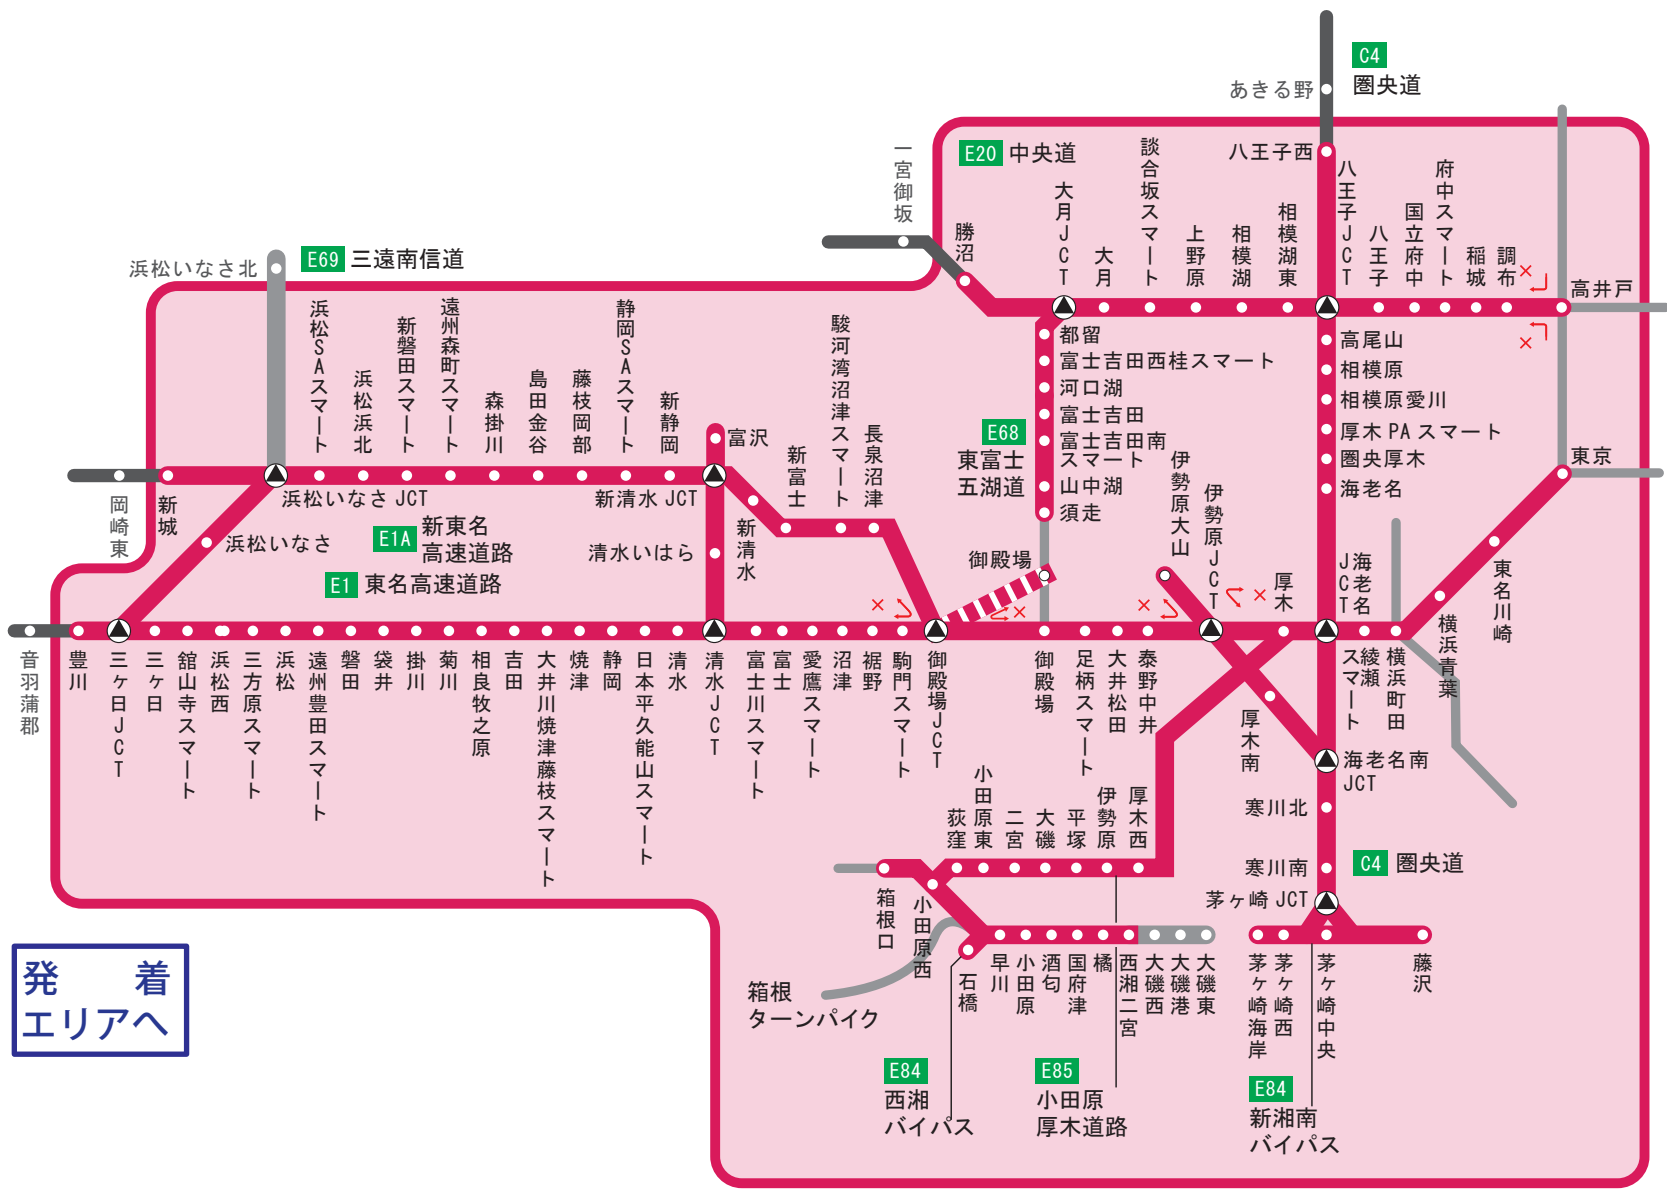 C4
圏央道
あきる野
E20 中央道
一宮御坂
勝沼
大月JCT
大月
談合坂スマート
上野原
相模湖
相模湖東
八王子西
八王子JCT
八王子
国立府中
府中スマート
稲城
調布
×
×
高井戸
浜松いなさ北
E69 三遠南信道
浜松SAスマート
浜松浜北
新磐田スマート
遠州森町スマート
森掛川
島田金谷
藤枝岡部
静岡SAスマート
新静岡
富沢
新富士
駿河湾沼津スマート
長泉沼津
都留
富士吉田西桂スマート
河口湖
富士吉田
富士吉田南
スマート
山中湖
須走
E68
東富士
五湖道
高尾山
相模原
相模原愛川
厚木 PA スマート
圏央厚木
海老名
東京
岡崎東
新城
浜松いなさ JCT
浜松いなさ
E1A
新東名
高速道路
E1 東名高速道路
新清水 JCT
清水いはら
新清水
御殿場
伊勢原大山
伊勢原JCT
厚木
海老名
JCT
東名川崎
横浜青葉
×
×
×
×
音羽蒲郡
豊川
三ヶ日JCT
三ヶ日
舘山寺スマート
浜松西
三方原スマート
浜松
遠州豊田スマート
磐田
袋井
掛川
菊川
相良牧之原
吉田
大井川焼津藤枝スマート
焼津
静岡
日本平久能山スマート
清水
清水JCT
富士川スマート
富士
愛鷹スマート
沼津
裾野
駒門スマート
御殿場JCT
御殿場
足柄スマート
大井松田
秦野中井
厚木南
綾瀬
スマート
横浜町田
海老名南
JCT
寒川北
寒川南
茅ヶ崎 JCT
C4 圏央道
荻窪
小田原東
二宮
大磯
平塚
伊勢原
厚木西
箱根口
小田原西
石橋
早川
小田原
酒匂
国府津
橘
西湘二宮
大磯西
大磯港
大磯東
茅ヶ崎海岸
茅ヶ崎西
茅ヶ崎中央
藤沢
箱根
ターンパイク
E84
西湘
バイパス
E85
小田原
厚木道路
E84
新湘南
バイパス
発 着
エリアへ